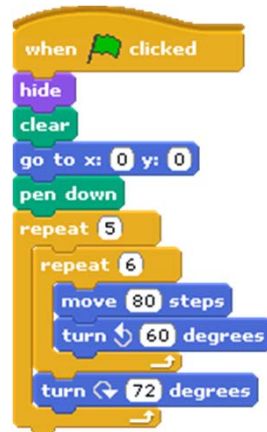 when clicked
hide
clear
go to x: 0 y: 0
pen down
repeat 5
repeat 6
move 80 steps
turn 60 degrees
turn 72 degrees